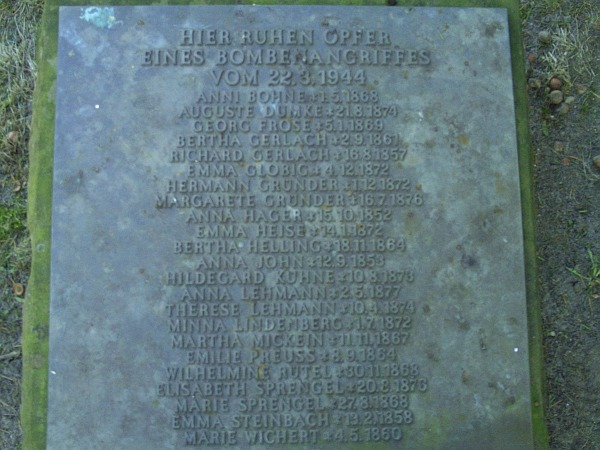 HIER RUHEN OPFER
EINES BOMBENANGRIFFES
VOM 22.3.1944
ANNI BOHNE *1.5.1868
AUGUSTE DUMKE *21.8.1874
GEORG FROSE *5.1.1869
BERTHA GERLACH *2.9.1861
RICHARD GERLACH *16.8.1357
EMMA GLOBIG *4.12.1872
HERMANN GRÜNDER *1.12.1872
MARGARETE GRÜNDER *16.7.1876
ANNA HAGER *15.10.1852
EMMA HEISE *14.1.1872
BERTHA HELLING *18.11.1864
ANNA JOHN *12.9.1853
HILDEGARD KÜHNE *10.8.1873
ANNA LEHMANN *2.5.1877
THERESE LEHMANN *10.4.1874
MINNA LINDENBERG *1.7.1872
MARTHA MICKEIN *11.11.1867
EMILIE PREUSS *8.9.1864
WILHELMINE RUTEL *30.11.1868
ELISABETH SPRENGEL *20.8.1873
MARIE SPRENGEL *27.8.1868
EMMA STEINBACH *13.2.1858
MARIE WICHERT *4.5.1860